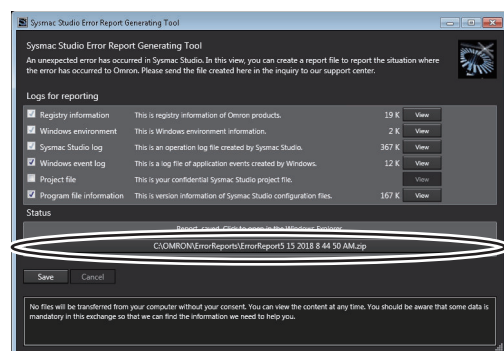 Sysmac Studio Error Report Generating Tool
Sysmac Studio Error Report Generating Tool
An unexpected error has occurred in Sysmac Studio. In this view, you can create a report file to report the situation where
the error has occurred to Omron. Please send the file created here in the inquiry to our support center.
Logs for reporting
Registry information This is registry information of Omron products. 19 K View
Windows environment This is Windows environment information. 2 K View
Sysmac Studio log This is an operation log file created by Sysmac Studio. 367 K View
Windows event log This is a log file of application events created by Windows. 12 K View
Project file This is your confidential Sysmac Studio project file. View
Program file information This is version information of Sysmac Studio configuration files. 167 K View
Status
Report saved. Click to open in the Windows Explorer.
C:\OMRON\ErrorReports\ErrorReport5 15 2018 8 44 50 AM.zip
Save Cancel
No files will be transferred from your computer without your consent. You can view the content at any time. You should be aware that some data is
mandatory in this exchange so that we can find the information we need to help you.